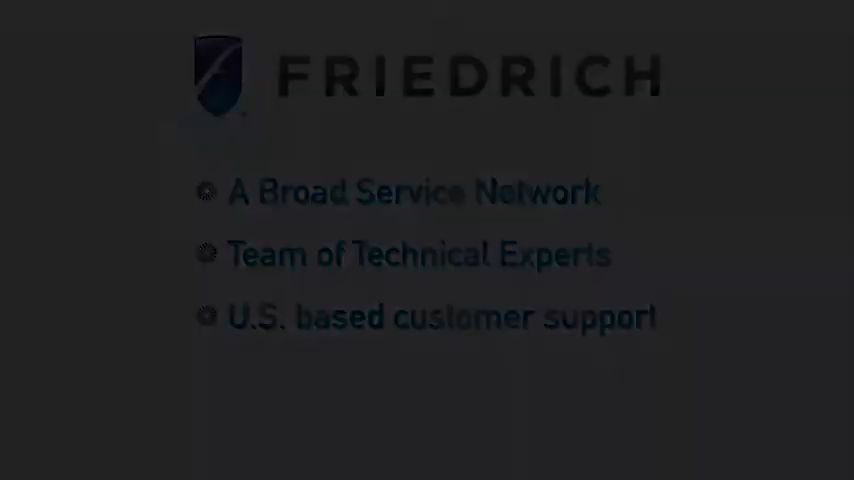 FRIEDRICH
A Broad Service Network
Team of Technical Experts
U.S. based customer support